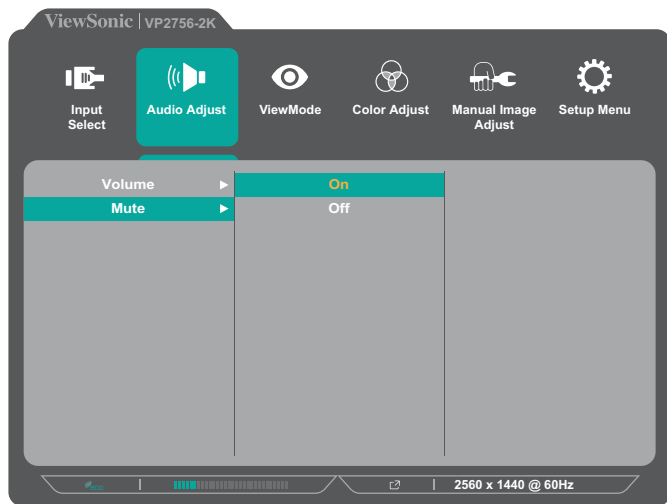 ViewSonic | VP2756-2K
Input Select
Audio Adjust
ViewMode
Color Adjust
Manual Image Adjust
Setup Menu
Volume
On
Mute
Off
2560 x 1440 @ 60Hz